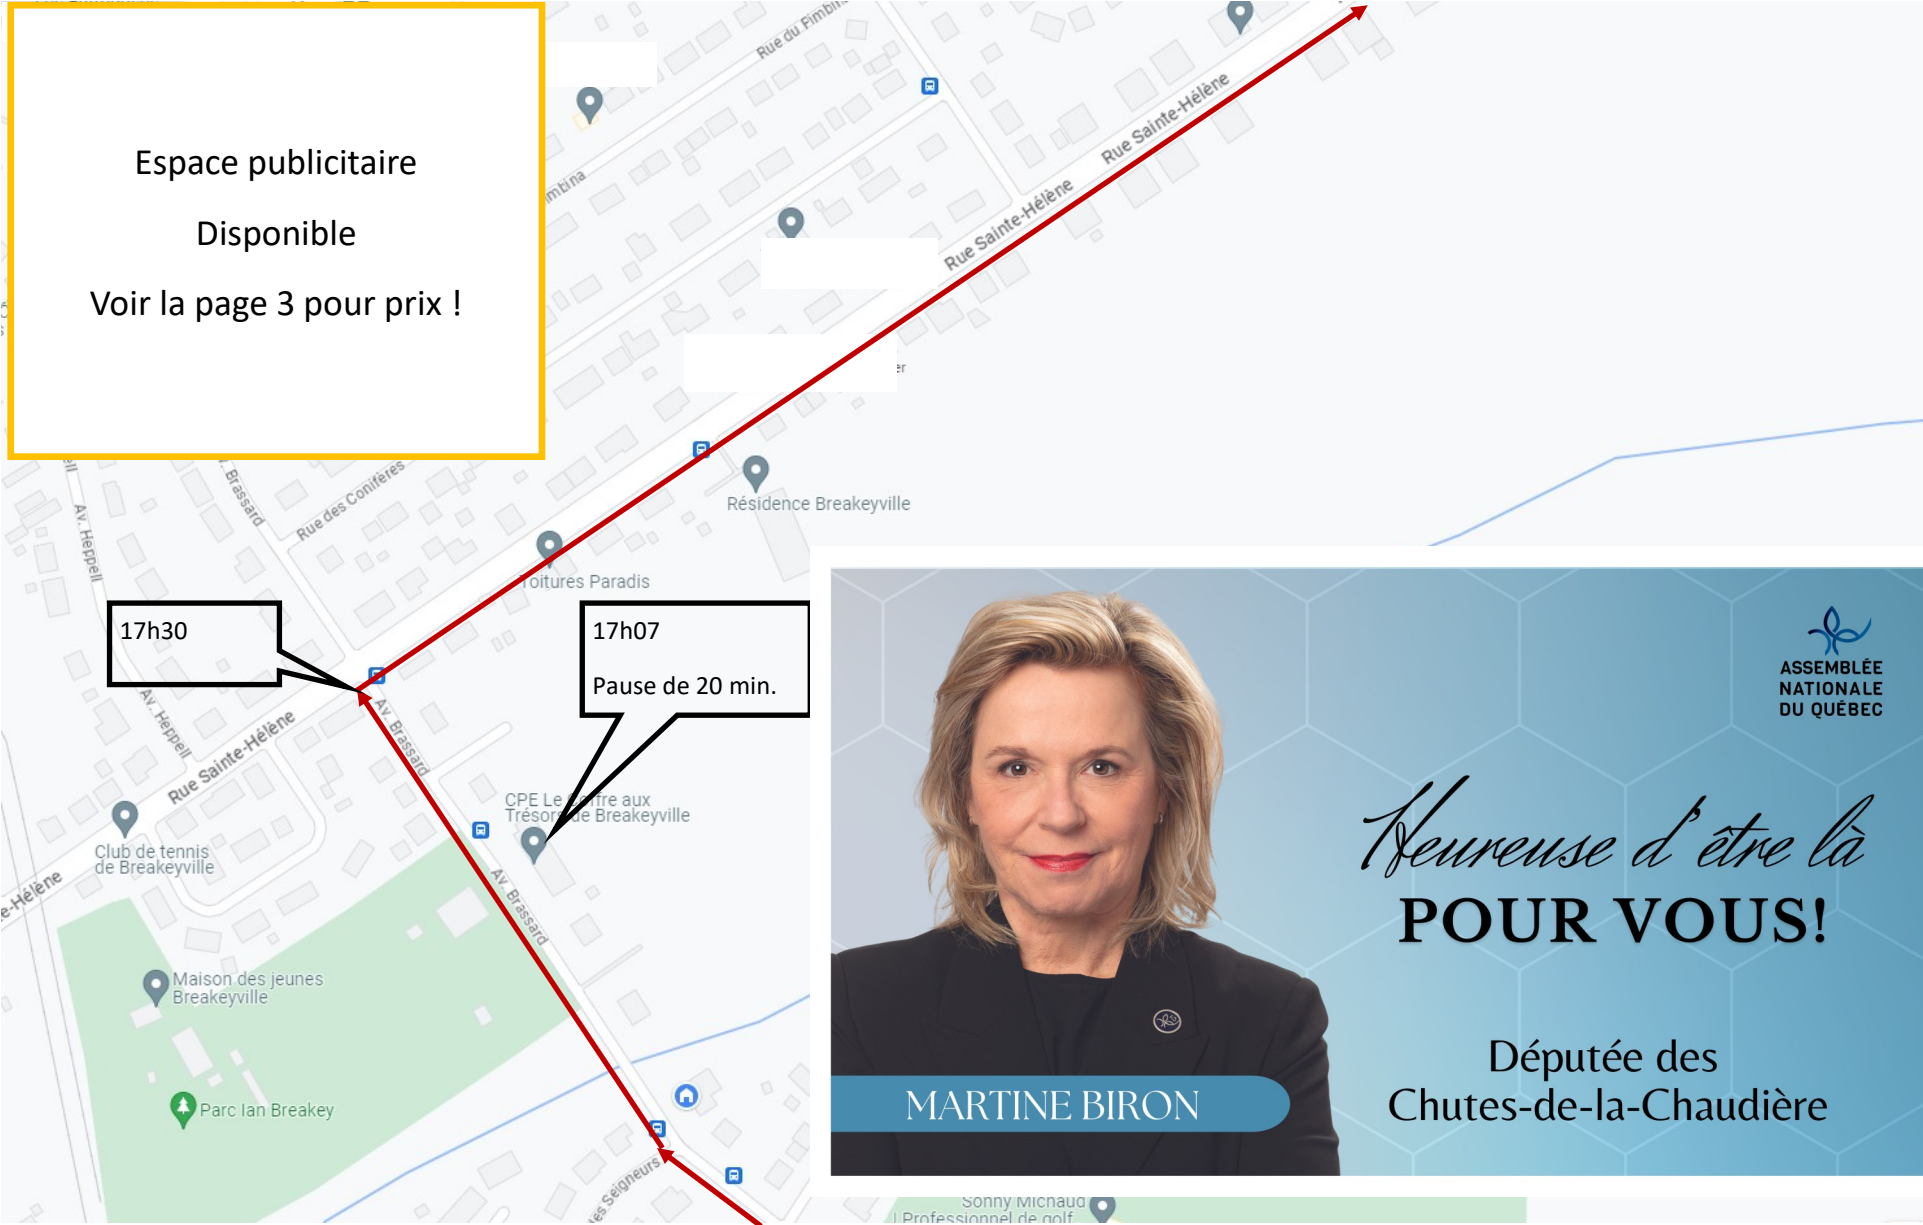 Rue du Fimbina
Espace publicitaire
Disponible
Voir la page 3 pour prix !
Rue Sainte-Hélène
Rue Sainte-Hélène
Résidence Breakeyville
Av. Heppell
Brassard
Rue des Conifères
Toitures Paradis
17h30
17h07
Pause de 20 min.
Av. Heppell
Rue Sainte-Hélène
Av. Brassard
CPE Le Coffre aux
Trésors de Breakeyville
Club de tennis
de Breakeyville
Av. Brassard
Maison des jeunes
Breakeyville
Parc Ian Breakey
Seigneurs
ASSEMBLÉE
NATIONALE
DU QUÉBEC
Heureuse d'être là
POUR VOUS!
MARTINE BIRON
Députée des
Chutes-de-la-Chaudière
Sonny Michaud
Professionnel de golf